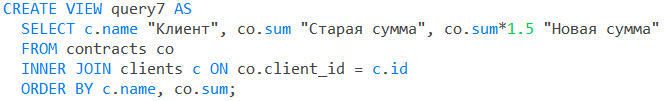 CREATE VIEW query7 AS
SELECT c.name "Клиент", co.sum "Старая сумма", co.sum*1.5 "Новая сумма"
FROM contracts co
INNER JOIN clients c ON co.client_id = c.id
ORDER BY c.name, co.sum;